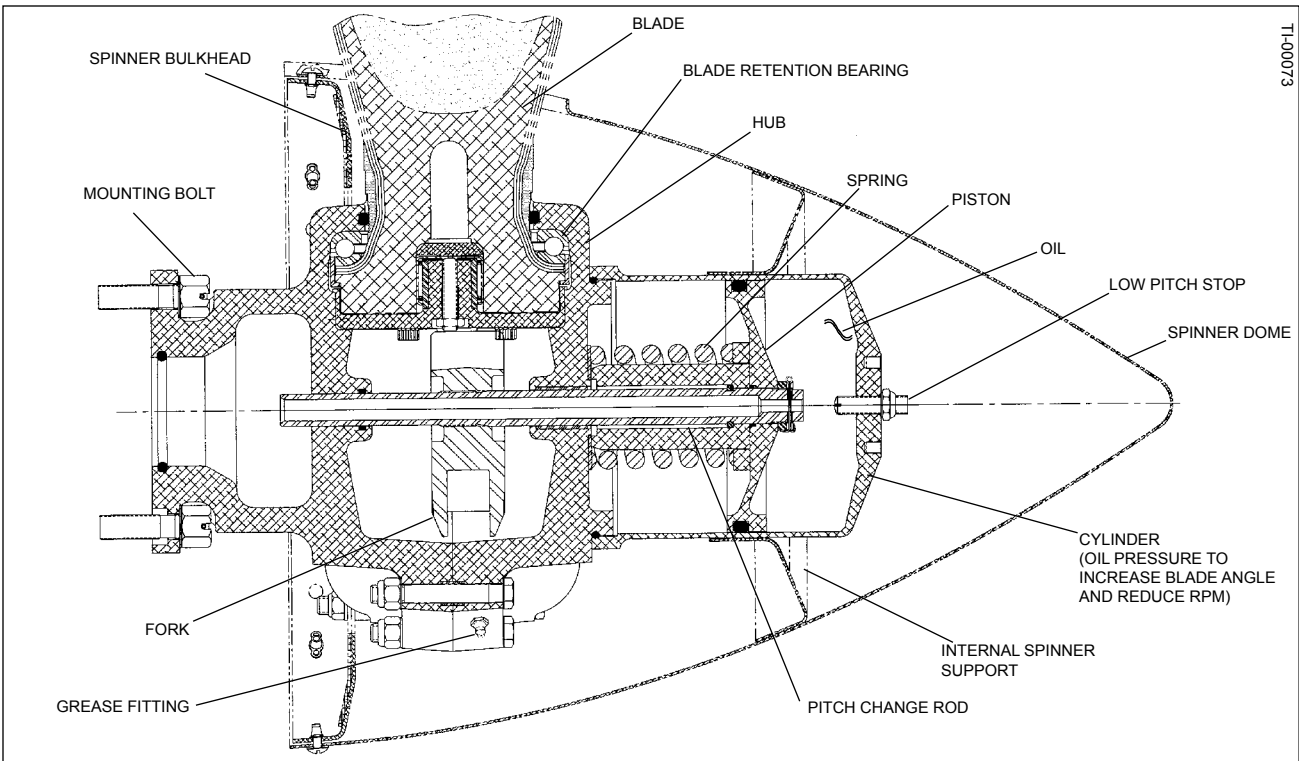 TI-00073
BLADE
SPINNER BULKHEAD
BLADE RETENTION BEARING
HUB
MOUNTING BOLT
SPRING
PISTON
OIL
LOW PITCH STOP
SPINNER DOME
CYLINDER
(OIL PRESSURE TO
INCREASE BLADE ANGLE
AND REDUCE RPM)
FORK
INTERNAL SPINNER
SUPPORT
GREASE FITTING
PITCH CHANGE ROD